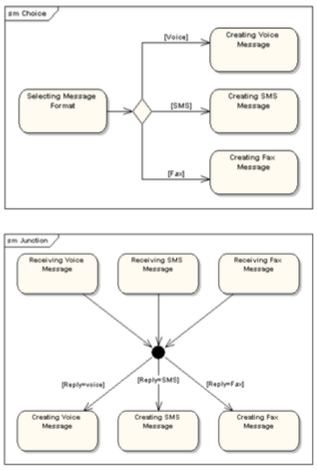 sm Choice
[Voice]
Creating Voice
Message
Selecting Message
Format
[SMS]
Creating SMS
Message
[Fax]
Creating Fax
Message
sm Junction
Receiving Voice
Message
Receiving SMS
Message
Receiving Fax
Message
[Reply=voice]
[Reply=SMS]
[Reply=Fax]
Creating Voice
Message
Creating SMS
Message
Creating Fax
Message